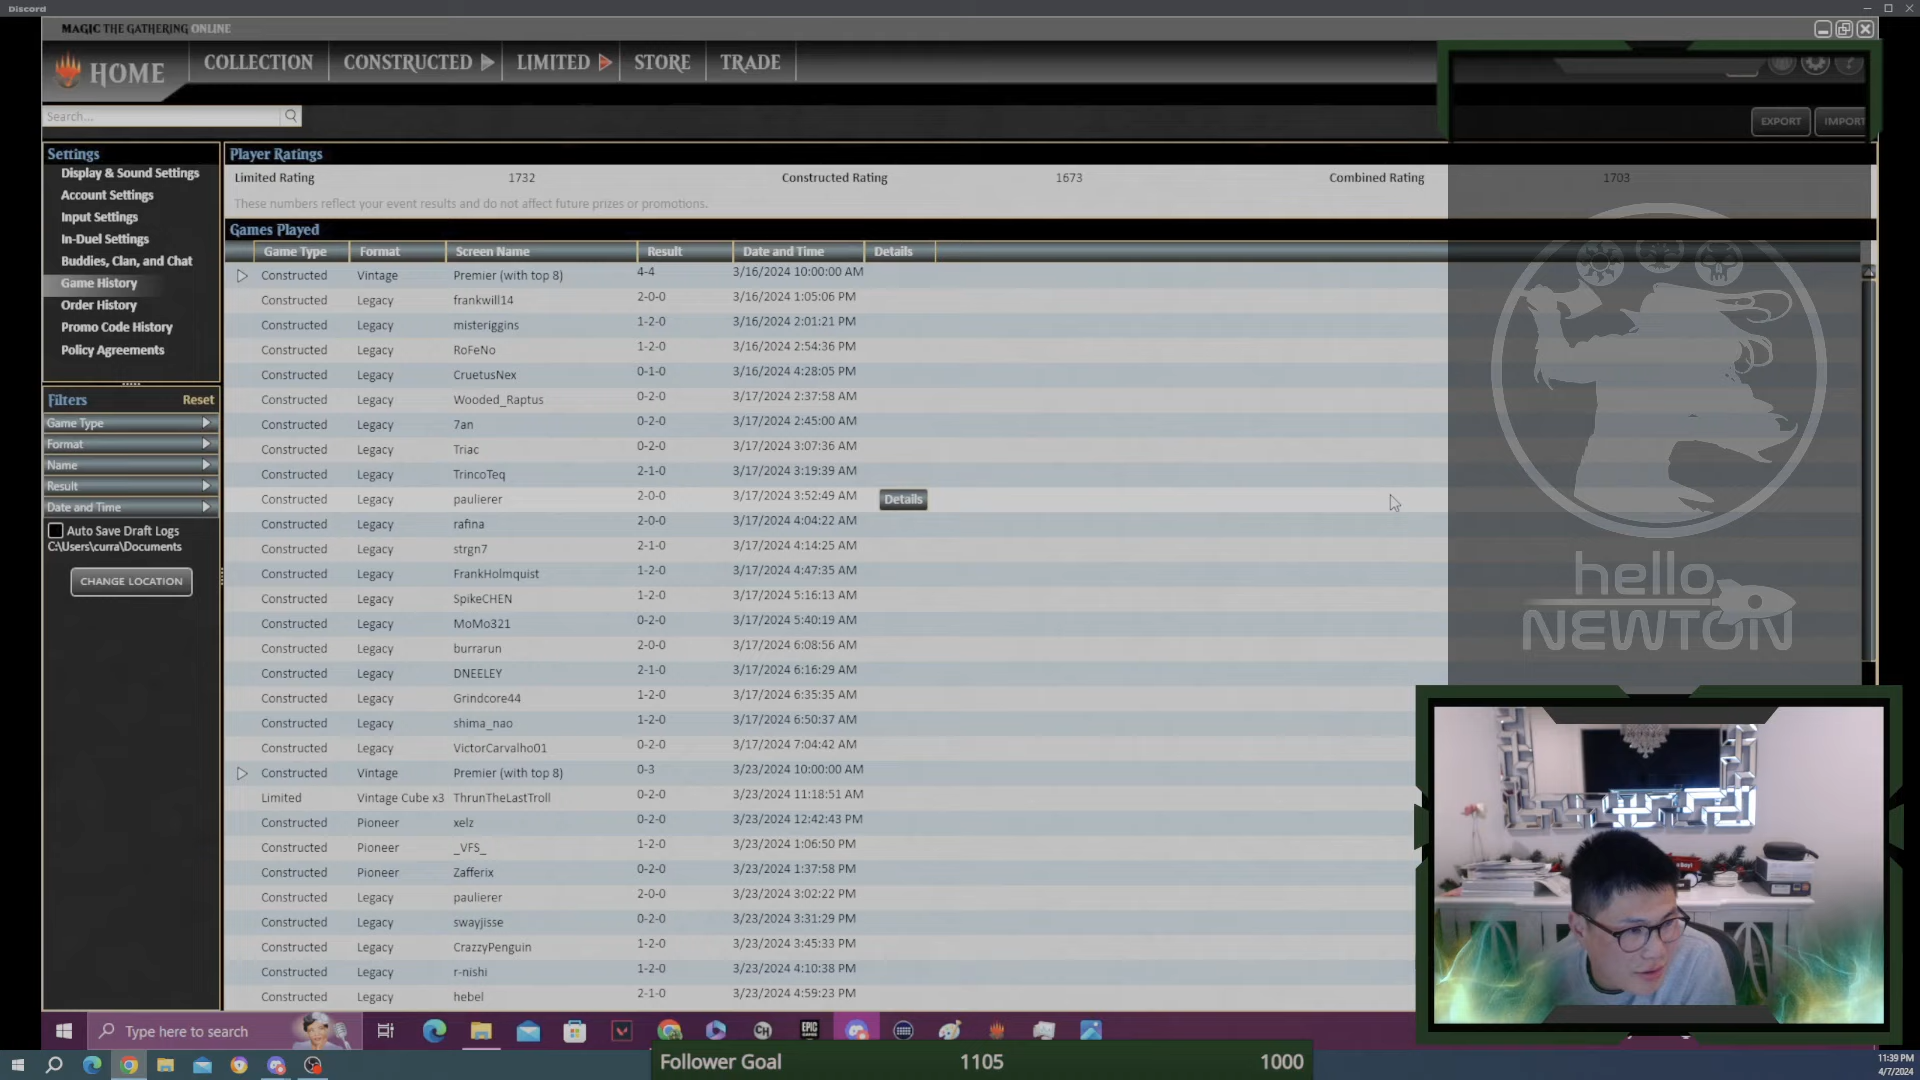 Discord
MAGIC THE GATHERING ONLINE
HOME COLLECTION CONSTRUCTED LIMITED STORE TRADE
Search...
EXPORT IMPORT
Settings
Display & Sound Settings
Account Settings
Input Settings
In-Duel Settings
Buddies, Clan, and Chat
Game History
Order History
Promo Code History
Policy Agreements
Filters Reset
Game Type
Format
Name
Result
Date and Time
Auto Save Draft Logs
C:\Users\curra\Documents
CHANGE LOCATION
Player Ratings
Limited Rating 1732 Constructed Rating 1673 Combined Rating 1703
These numbers reflect your event results and do not affect future prizes or promotions.
Games Played
Game Type Format Screen Name Result Date and Time Details
Constructed Vintage Premier (with top 8) 4-4 3/16/2024 10:00:00 AM
Constructed Legacy frankwill14 2-0-0 3/16/2024 1:05:06 PM
Constructed Legacy misteriggins 1-2-0 3/16/2024 2:01:21 PM
Constructed Legacy RoFeNo 1-2-0 3/16/2024 2:54:36 PM
Constructed Legacy CruetusNex 0-1-0 3/16/2024 4:28:05 PM
Constructed Legacy Wooded_Raptus 0-2-0 3/17/2024 2:37:58 AM
Constructed Legacy 7an 0-2-0 3/17/2024 2:45:00 AM
Constructed Legacy Triac 0-2-0 3/17/2024 3:07:36 AM
Constructed Legacy TrincoTeq 2-1-0 3/17/2024 3:19:39 AM
Constructed Legacy paulierer 2-0-0 3/17/2024 3:52:49 AM Details
Constructed Legacy rafina 2-0-0 3/17/2024 4:04:22 AM
Constructed Legacy strgn7 2-1-0 3/17/2024 4:14:25 AM
Constructed Legacy FrankHolmquist 1-2-0 3/17/2024 4:47:35 AM
Constructed Legacy SpikeCHEN 1-2-0 3/17/2024 5:16:13 AM
Constructed Legacy MoMo321 0-2-0 3/17/2024 5:40:19 AM
Constructed Legacy burrarun 2-0-0 3/17/2024 6:08:56 AM
Constructed Legacy DNEELEY 2-1-0 3/17/2024 6:16:29 AM
Constructed Legacy Grindcore44 1-2-0 3/17/2024 6:35:35 AM
Constructed Legacy shima_nao 1-2-0 3/17/2024 6:50:37 AM
Constructed Legacy VictorCarvalho01 0-2-0 3/17/2024 7:04:42 AM
Constructed Vintage Premier (with top 8) 0-3 3/23/2024 10:00:00 AM
Limited Vintage Cube x3 ThrunTheLastTroll 0-2-0 3/23/2024 11:18:51 AM
Constructed Pioneer xelz 0-2-0 3/23/2024 12:42:43 PM
Constructed Pioneer _VFS_ 1-2-0 3/23/2024 1:06:50 PM
Constructed Pioneer Zafferix 0-2-0 3/23/2024 1:37:58 PM
Constructed Legacy paulierer 2-0-0 3/23/2024 3:02:22 PM
Constructed Legacy swayjisse 0-2-0 3/23/2024 3:31:29 PM
Constructed Legacy CrazzyPenguin 1-2-0 3/23/2024 3:45:33 PM
Constructed Legacy r-nishi 1-2-0 3/23/2024 4:10:38 PM
Constructed Legacy hebel 2-1-0 3/23/2024 4:59:23 PM
hello
NEWTON
Type here to search
CH
EPIC
Follower Goal 1105 1000
11:39 PM
4/7/2024